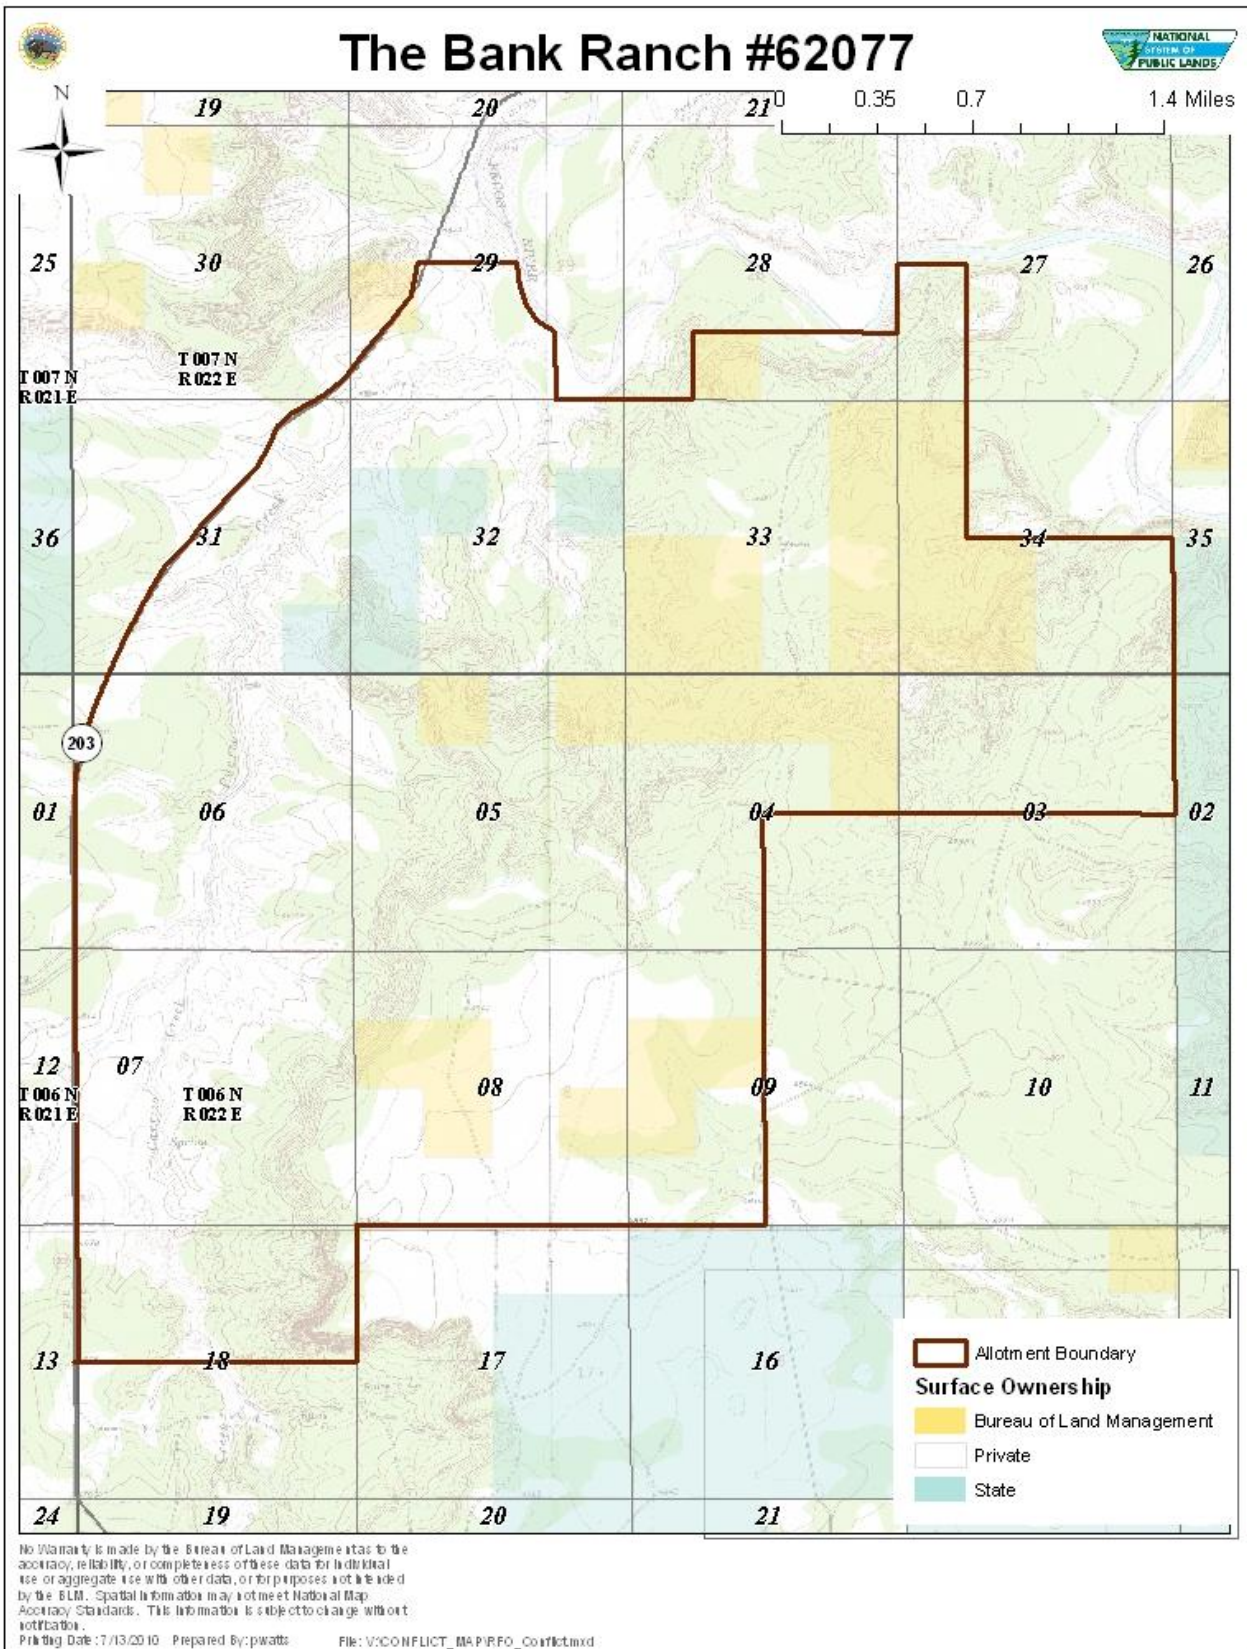 The Bank Ranch #62077
NATIONAL
SYSTEM OF
PUBLIC LANDS
N
0 0.35 0.7 1.4 Miles
19 20 21
25 30 29 28 27 26
T 007 N
R 022 E
T 007 N
R 021 E
36 31 32 33 34 35
203
01 06 05 04 03 02
12 07 08 09 10 11
T 006 N
R 021 E
T 006 N
R 022 E
13 18 17 16
24 19 20 21
Allotment Boundary
Surface Ownership
Bureau of Land Management
Private
State
No Warranty is made by the Bureau of Land Management as to the
accuracy, reliability, or completeness of these data for individual
use or aggregate use with other data, or for purposes not intended
by the BLM. Spatial information may not meet National Map
Accuracy Standards. This information is subject to change without
notification.
Printing Date: 7/13/2010 Prepared By: pwatts File: V:\CONFLICT_MAP\RFO_Conflict.mxd